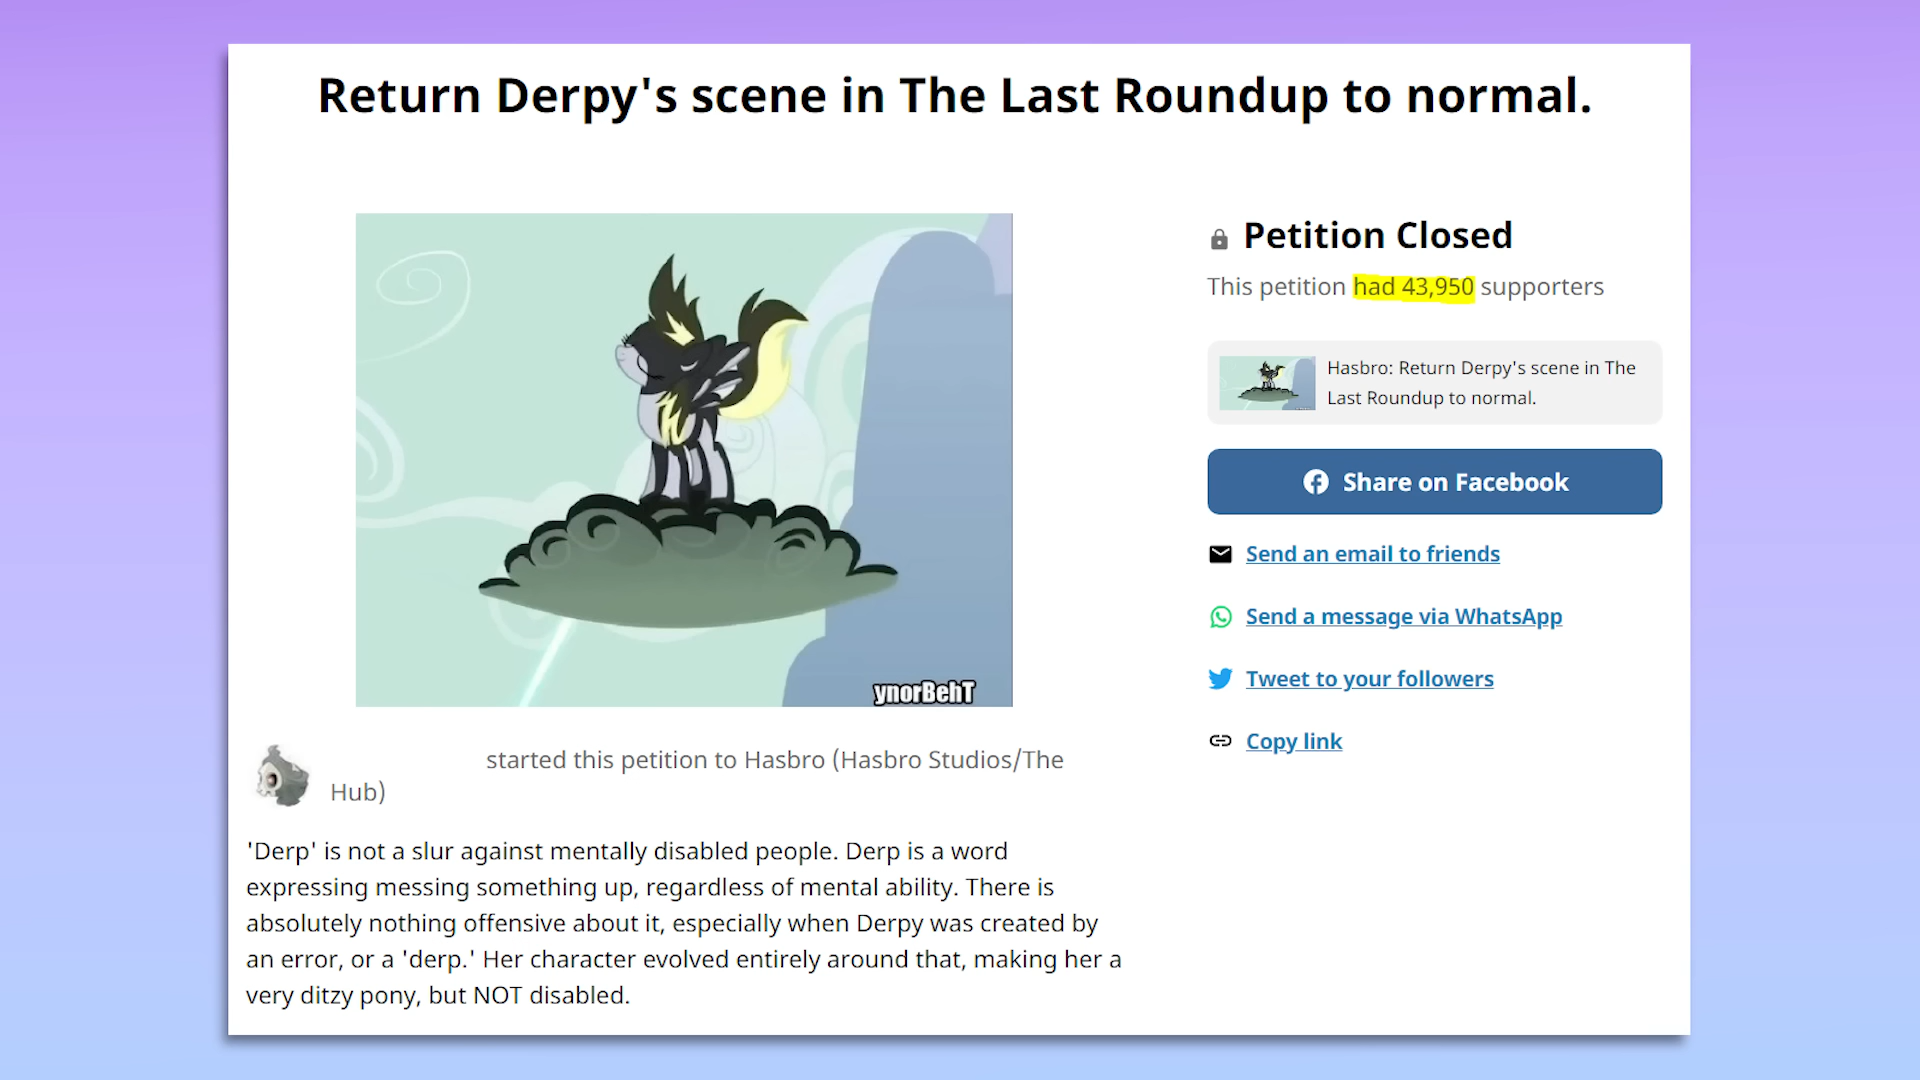 Return Derpy's scene in The Last Roundup to normal.
ynorBehT
started this petition to Hasbro (Hasbro Studios/The
Hub)
'Derp' is not a slur against mentally disabled people. Derp is a word
expressing messing something up, regardless of mental ability. There is
absolutely nothing offensive about it, especially when Derpy was created by
an error, or a 'derp.' Her character evolved entirely around that, making her a
very ditzy pony, but NOT disabled.
Petition Closed
This petition had 43,950 supporters
Hasbro: Return Derpy's scene in The
Last Roundup to normal.
Share on Facebook
Send an email to friends
Send a message via WhatsApp
Tweet to your followers
Copy link